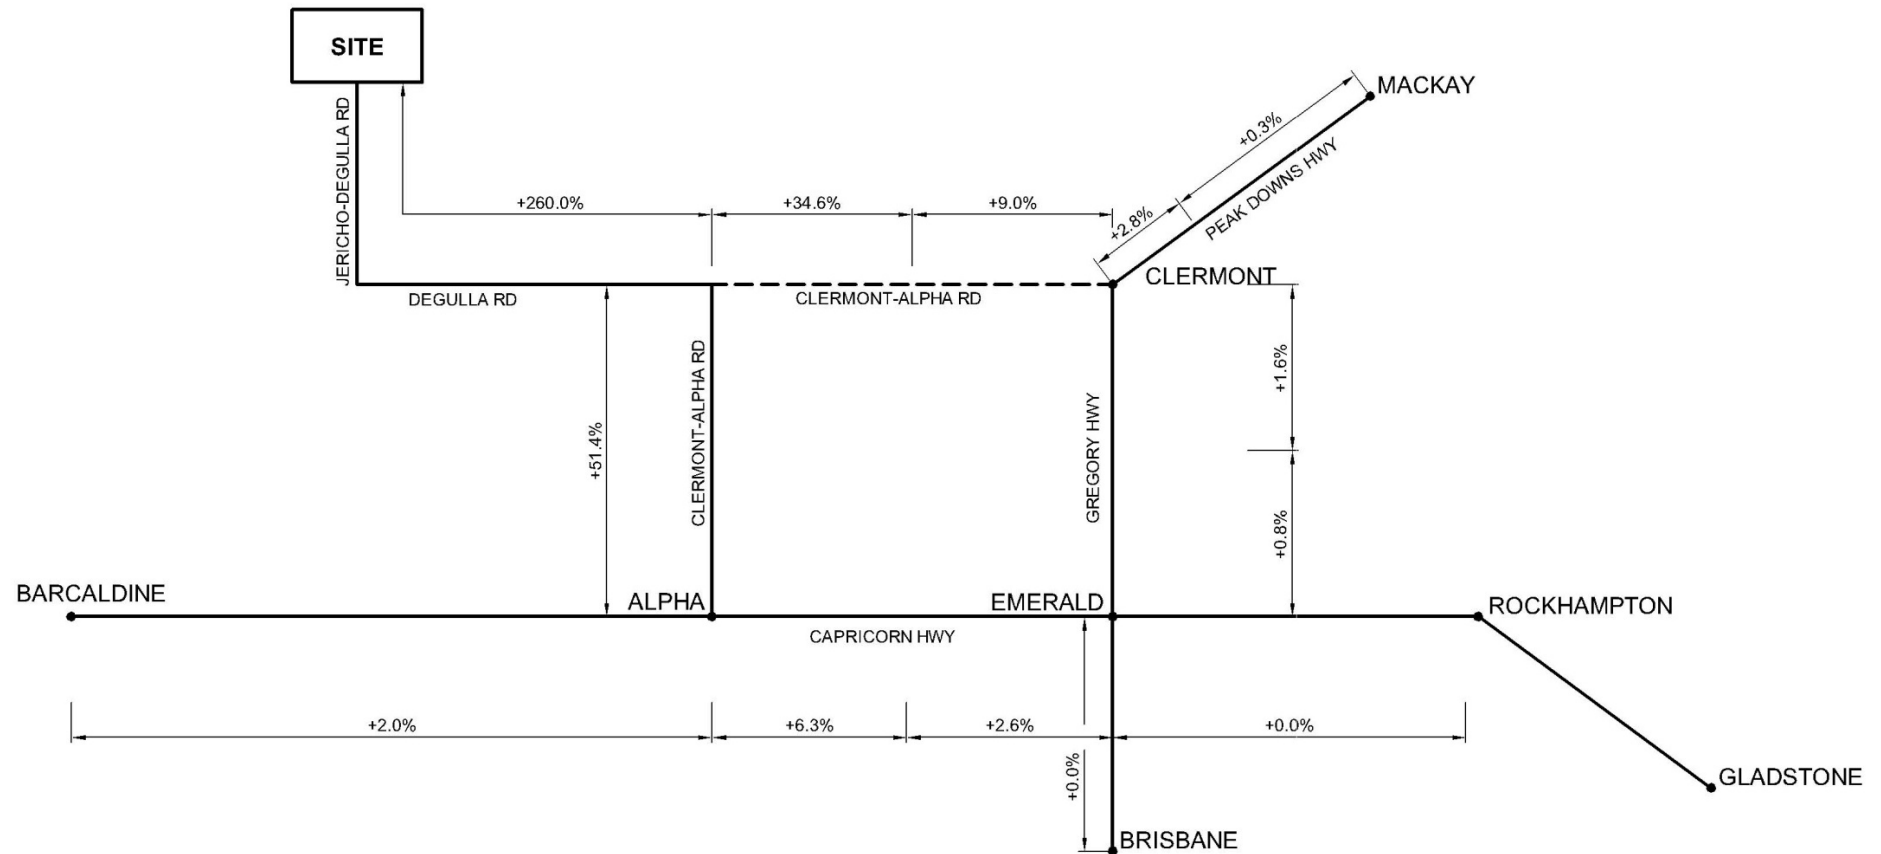 SITE
MACKAY
JERICHO-DEGULLA RD
+0.3%
PEAK DOWNS HWY
+260.0%
+34.6%
+9.0%
+2.8%
CLERMONT
DEGULLA RD
CLERMONT-ALPHA RD
+51.4%
CLERMONT-ALPHA RD
GREGORY HWY
+1.6%
+0.8%
BARCALDINE
ALPHA
EMERALD
ROCKHAMPTON
CAPRICORN HWY
+2.0%
+6.3%
+2.6%
+0.0%
+0.0%
GLADSTONE
BRISBANE